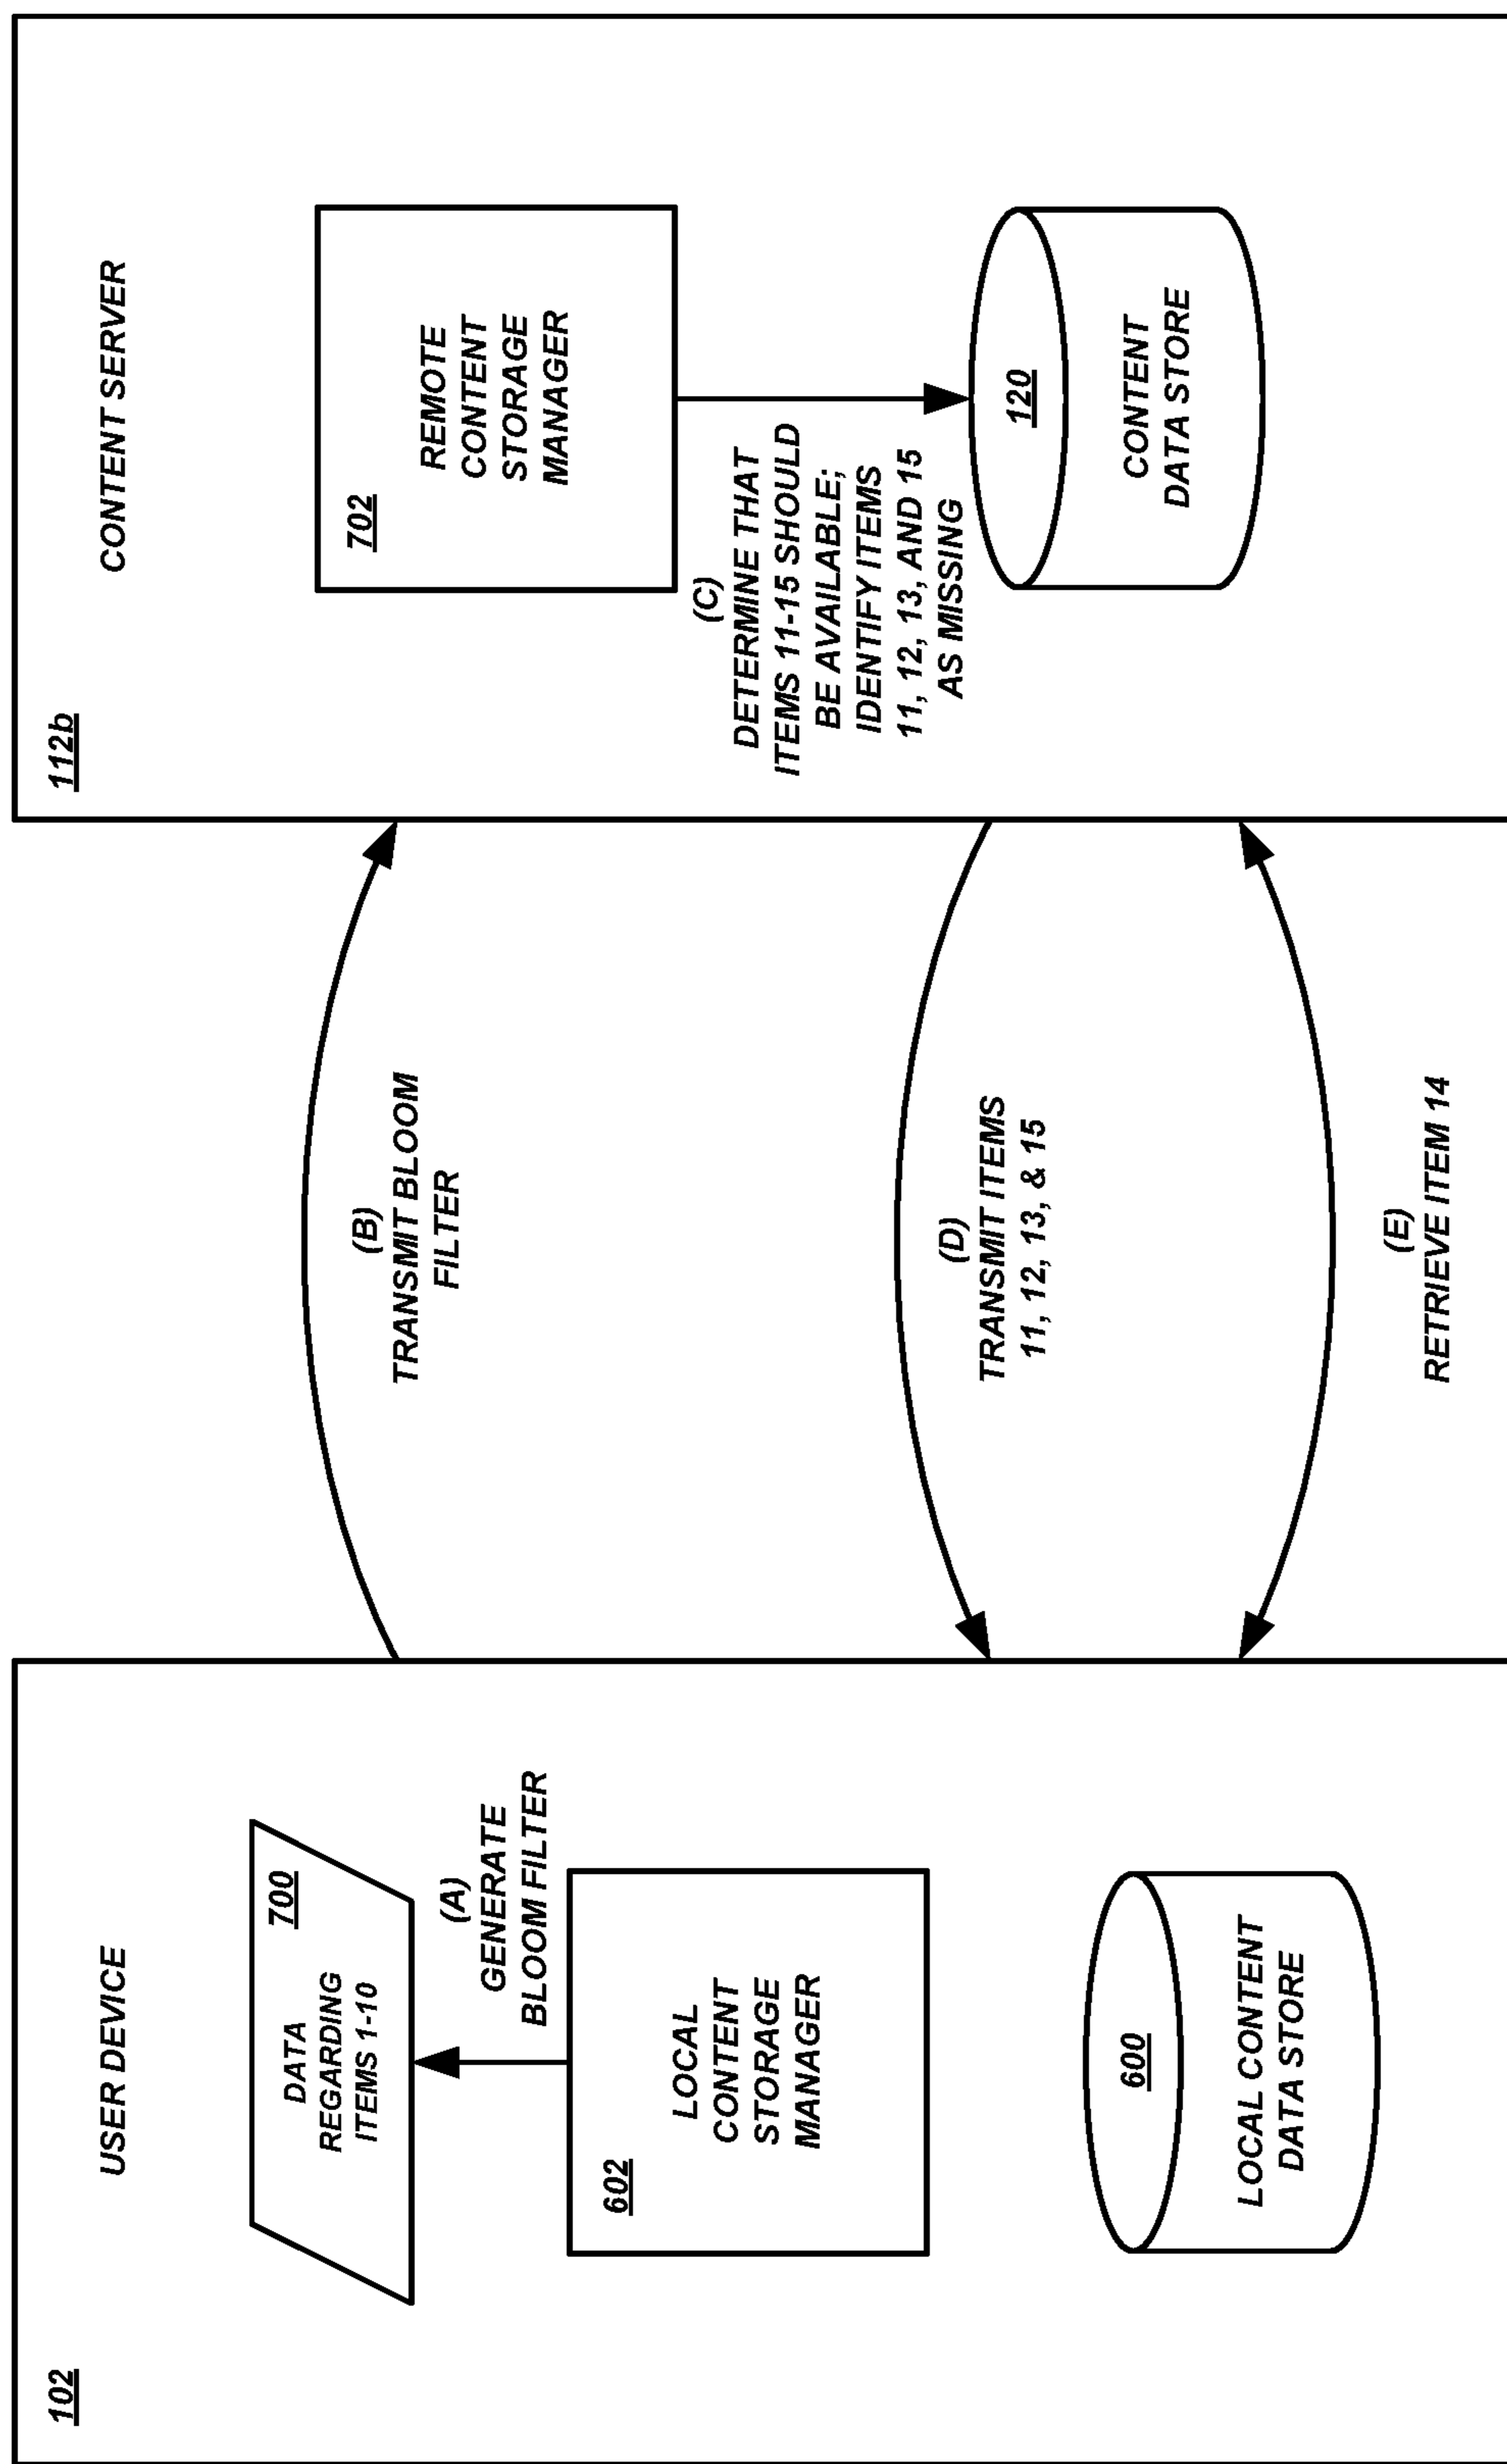 102
USER DEVICE
DATA
REGARDING
ITEMS 1-10
700
(A)
GENERATE
BLOOM FILTER
602
LOCAL
CONTENT
STORAGE
MANAGER
600
LOCAL CONTENT
DATA STORE
(B)
TRANSMIT BLOOM
FILTER
(D)
TRANSMIT ITEMS
11, 12, 13, & 15
(E)
RETRIEVE ITEM 14
112b
CONTENT SERVER
702
REMOTE
CONTENT
STORAGE
MANAGER
(C)
DETERMINE THAT
ITEMS 11-15 SHOULD
BE AVAILABLE;
IDENTIFY ITEMS
11, 12, 13, AND 15
AS MISSING
120
CONTENT
DATA STORE